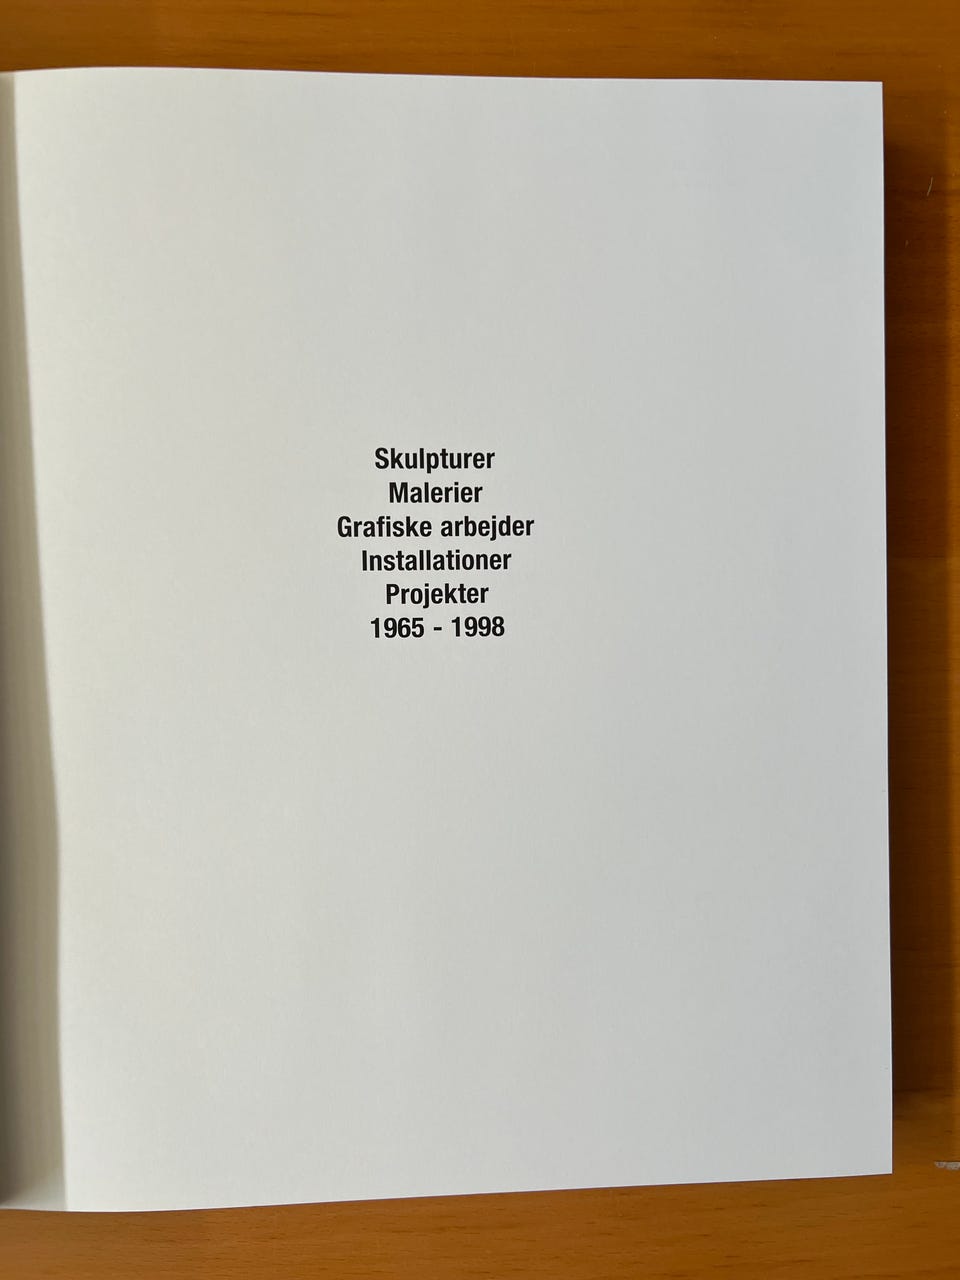 Skulpturer
Malerier
Grafiske arbejder
Installationer
Projekter
1965 - 1998